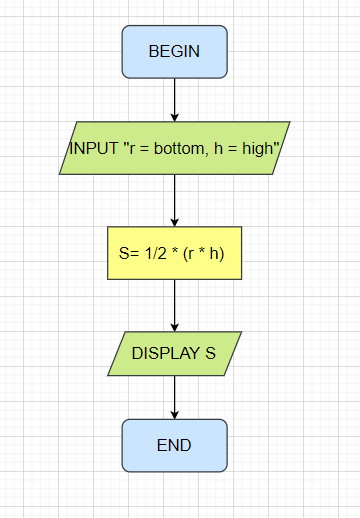 BEGIN
INPUT "r = bottom, h = high"
S= 1/2 * (r * h)
DISPLAY S
END